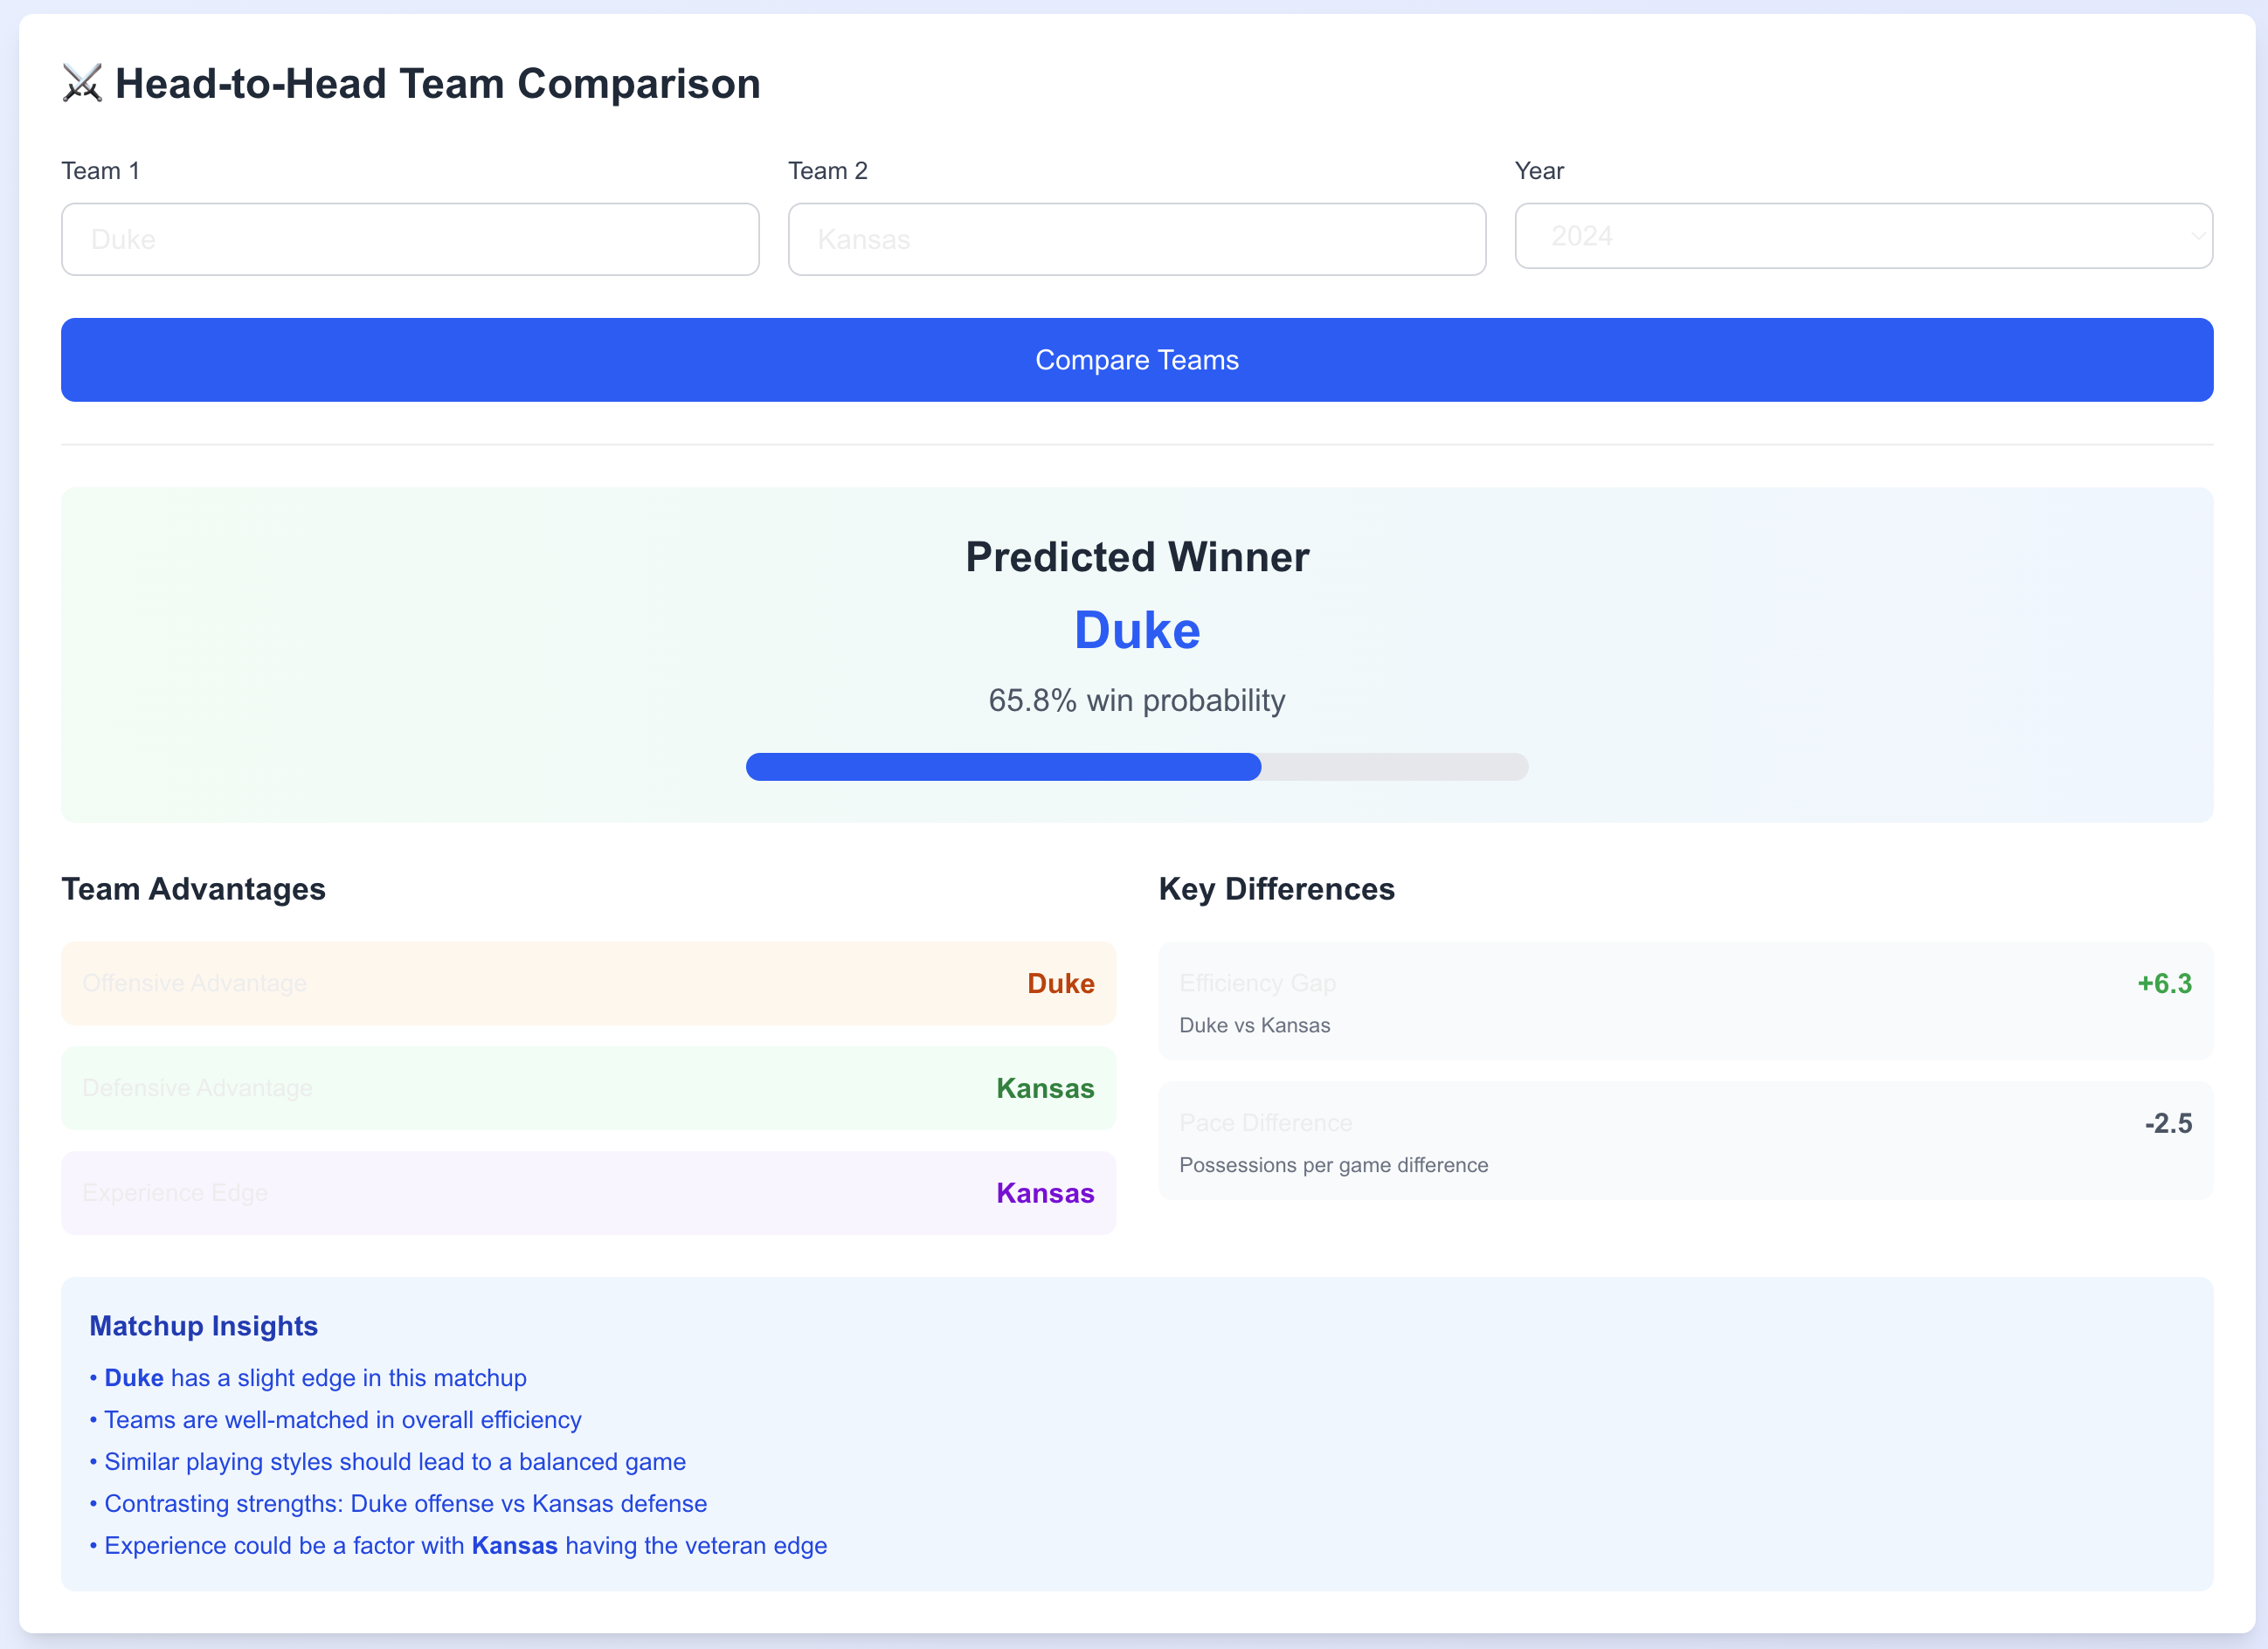 ⚔️ Head-to-Head Team Comparison
Team 1
Team 2
Year
Duke
Kansas
2024
Compare Teams
Predicted Winner
Duke
65.8% win probability
Team Advantages
Offensive Advantage
Duke
Defensive Advantage
Kansas
Experience Edge
Kansas
Key Differences
Efficiency Gap
+6.3
Duke vs Kansas
Pace Difference
-2.5
Possessions per game difference
Matchup Insights
• Duke has a slight edge in this matchup
• Teams are well-matched in overall efficiency
• Similar playing styles should lead to a balanced game
• Contrasting strengths: Duke offense vs Kansas defense
• Experience could be a factor with Kansas having the veteran edge